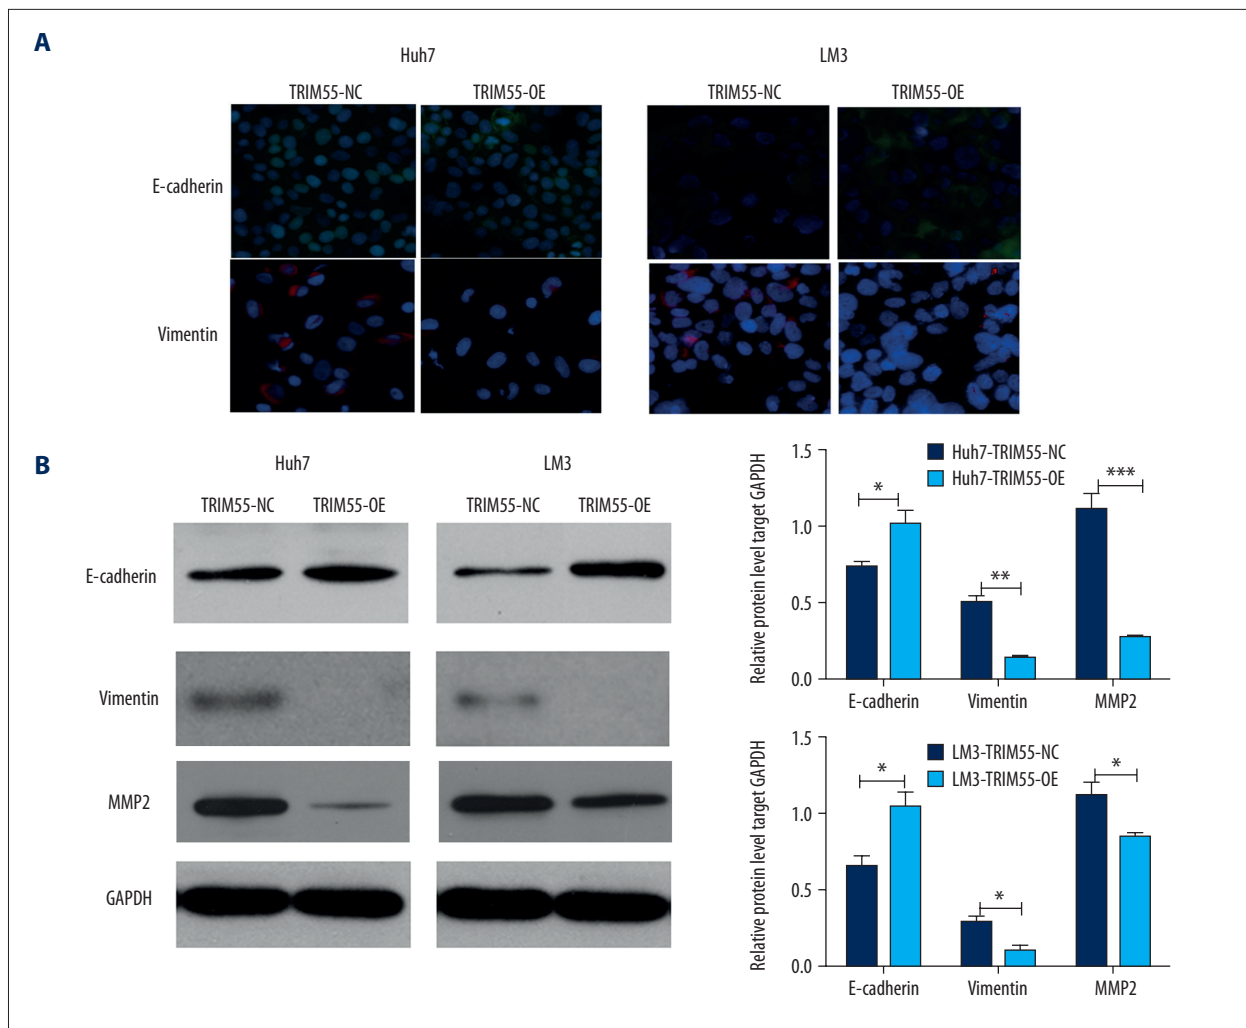 A
Huh7
LM3
TRIM55-NC
TRIM55-OE
TRIM55-NC
TRIM55-OE
E-cadherin
Vimentin
B
Huh7
LM3
TRIM55-NC
TRIM55-OE
TRIM55-NC
TRIM55-OE
E-cadherin
Vimentin
MMP2
GAPDH
Relative protein level target GAPDH
1.5
1.0
0.5
0.0
Huh7-TRIM55-NC
Huh7-TRIM55-OE
*
**
***
E-cadherin
Vimentin
MMP2
Relative protein level target GAPDH
1.5
1.0
0.5
0.0
LM3-TRIM55-NC
LM3-TRIM55-OE
*
*
*
E-cadherin
Vimentin
MMP2